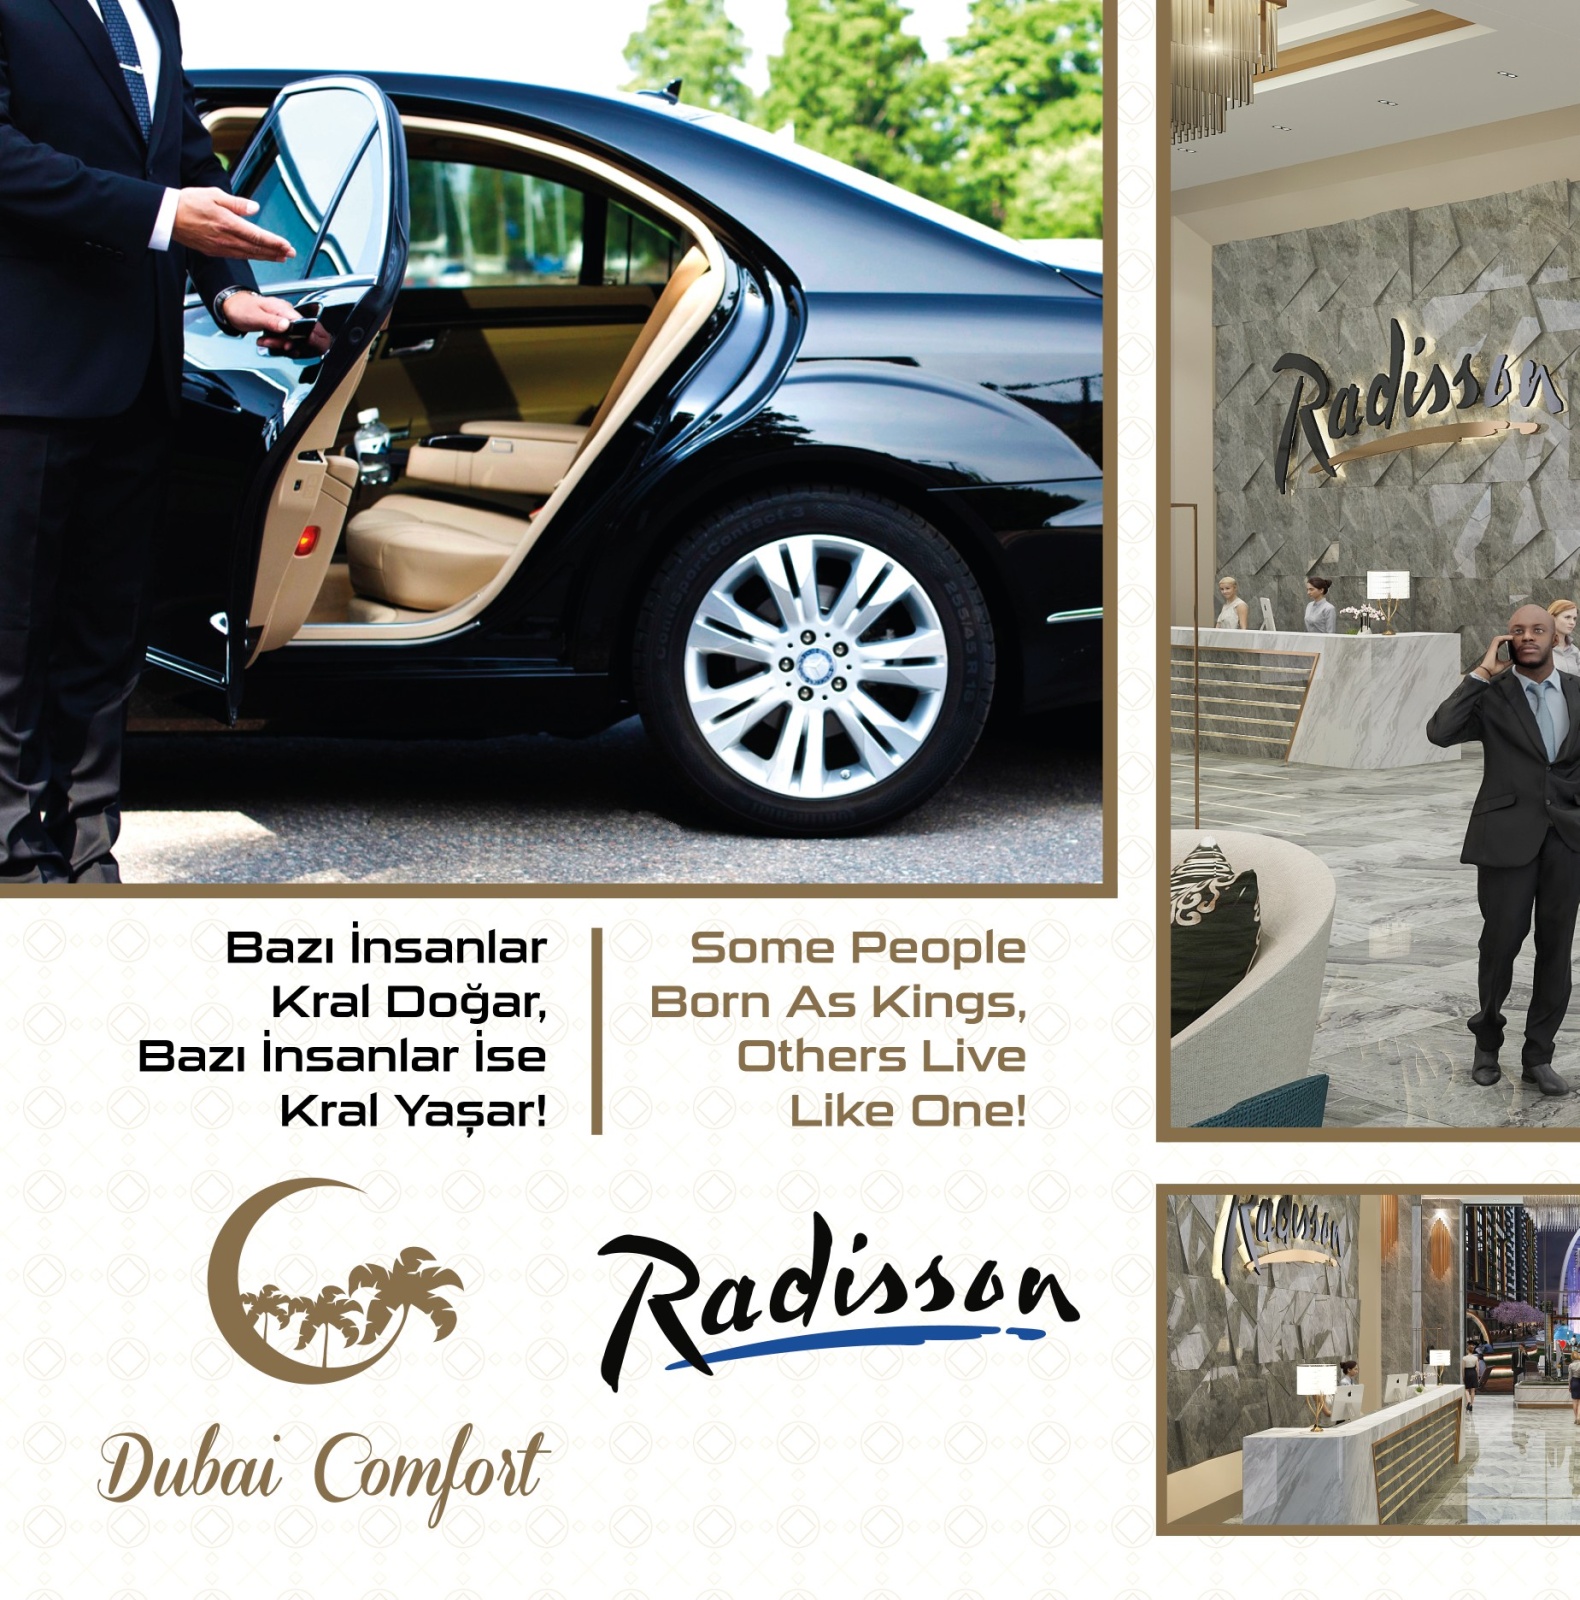 Radisson
Bazı İnsanlar
Kral Doğar,
Bazı İnsanlar İse
Kral Yaşar!
Some People
Born As Kings,
Others Live
Like One!
Radisson
Radisson
Dubai Comfort